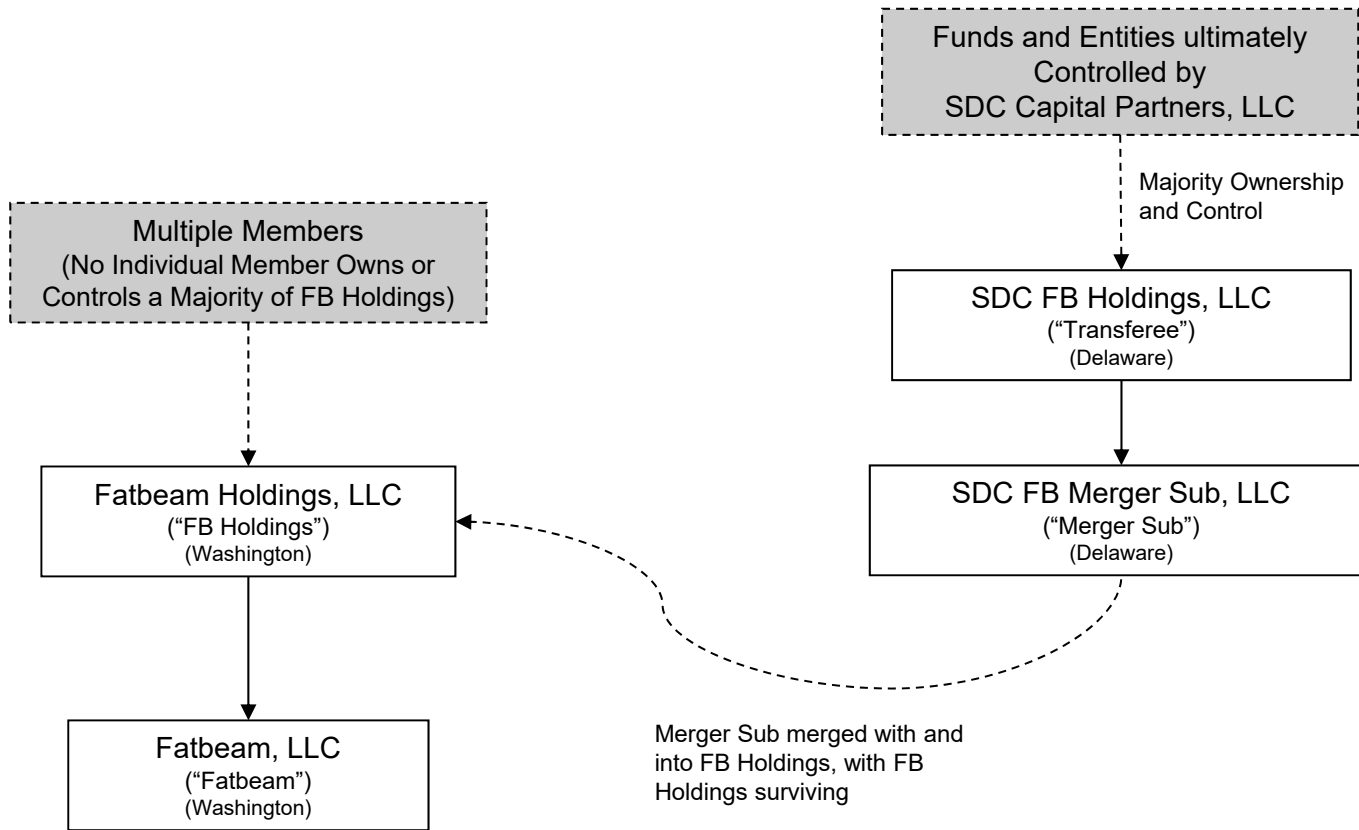 Funds and Entities ultimately
Controlled by
SDC Capital Partners, LLC
Majority Ownership
and Control
Multiple Members
(No Individual Member Owns or
Controls a Majority of FB Holdings)
SDC FB Holdings, LLC
(“Transferee”)
(Delaware)
Fatbeam Holdings, LLC
(“FB Holdings”)
(Washington)
SDC FB Merger Sub, LLC
(“Merger Sub”)
(Delaware)
Merger Sub merged with and
into FB Holdings, with FB
Holdings surviving
Fatbeam, LLC
(“Fatbeam”)
(Washington)